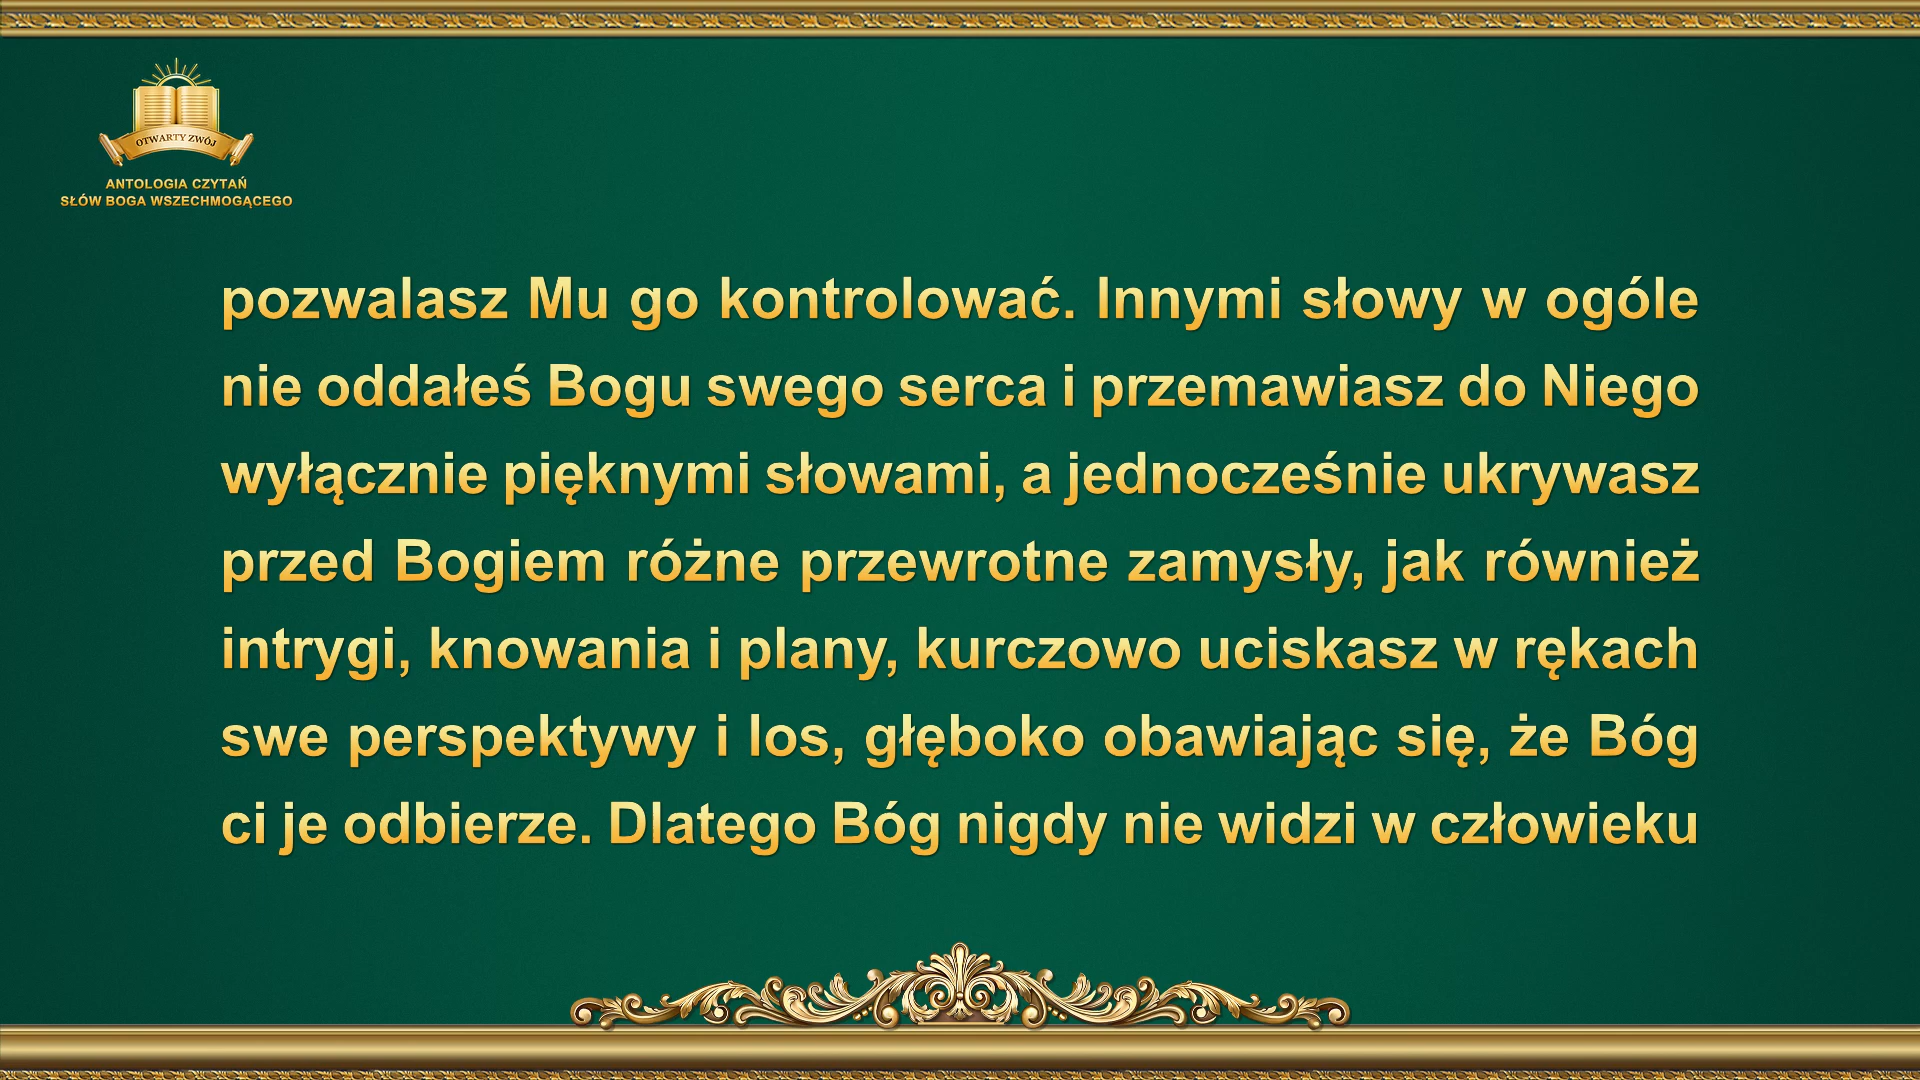 OTWARTY ZWÓJ
ANTOLOGIA CZYTAŃ
SŁÓW BOGA WSZECHMOGĄCEGO
pozwalasz Mu go kontrolować. Innymi słowy w ogóle
nie oddałeś Bogu swego serca i przemawiasz do Niego
wyłącznie pięknymi słowami, a jednocześnie ukrywasz
przed Bogiem różne przewrotne zamysły, jak również
intrygi, knowania i plany, kurczowo uciskasz w rękach
swe perspektywy i los, głęboko obawiając się, że Bóg
ci je odbierze. Dlatego Bóg nigdy nie widzi w człowieku